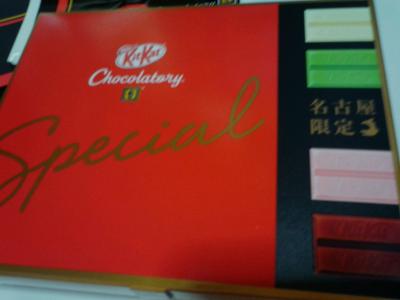 KitKat
Chocolatory
Special
名古屋
限定